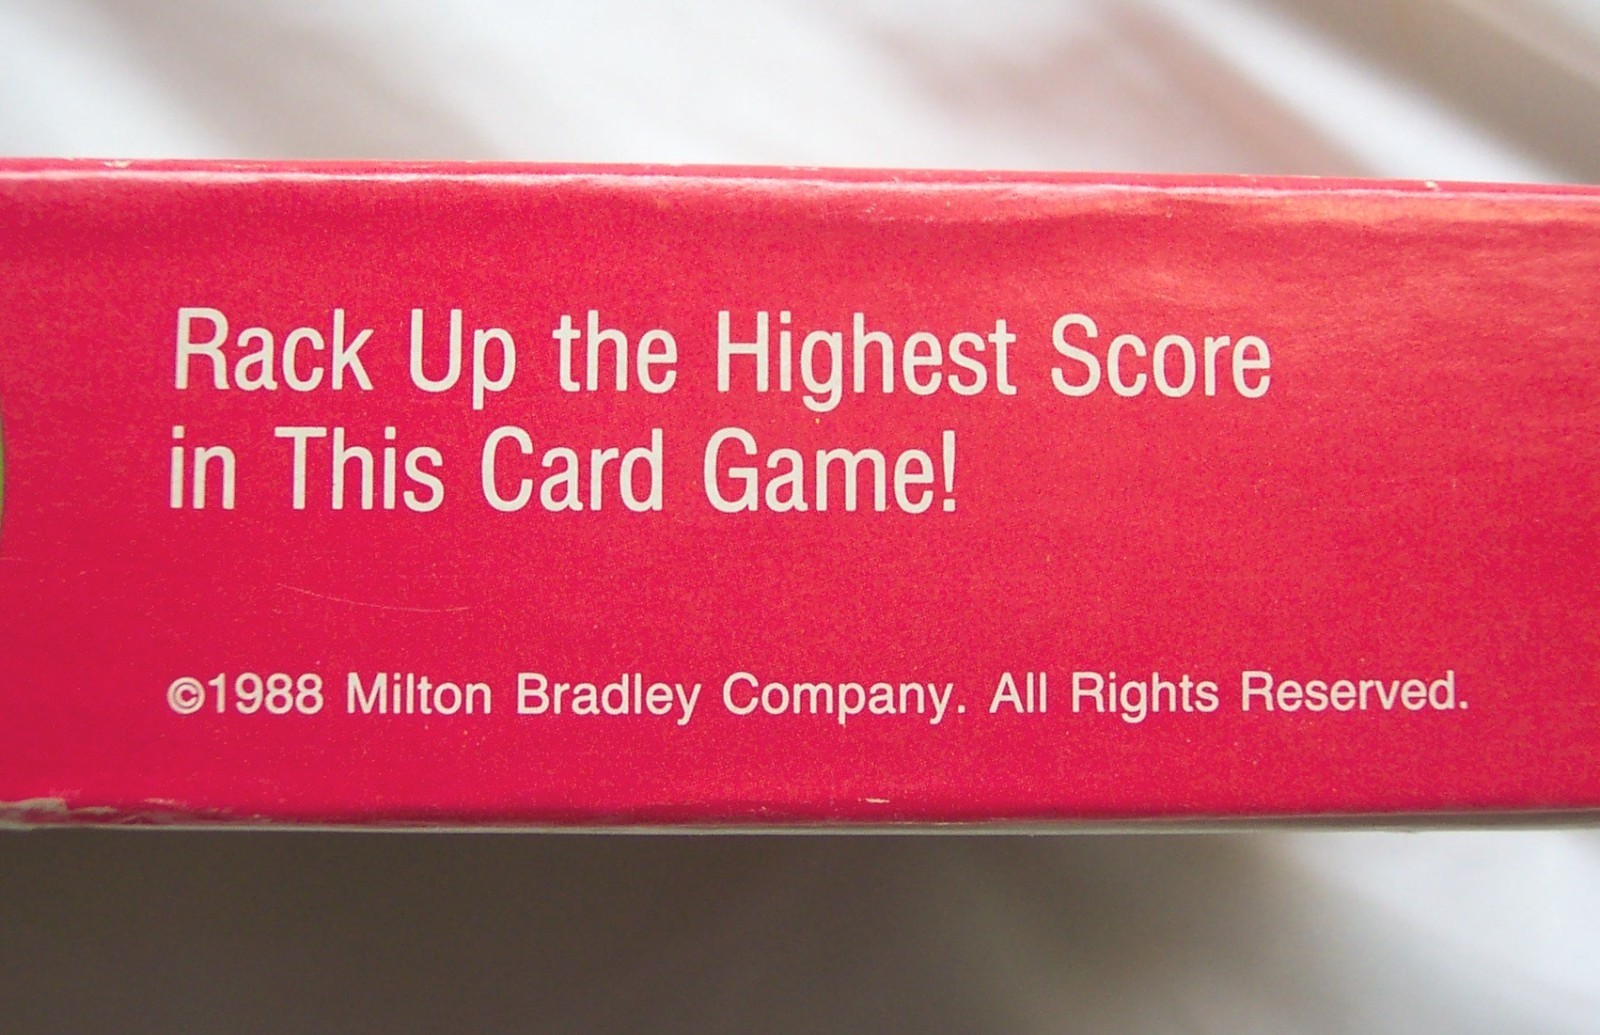 Rack Up the Highest Score
in This Card Game!
©1988 Milton Bradley Company. All Rights Reserved.